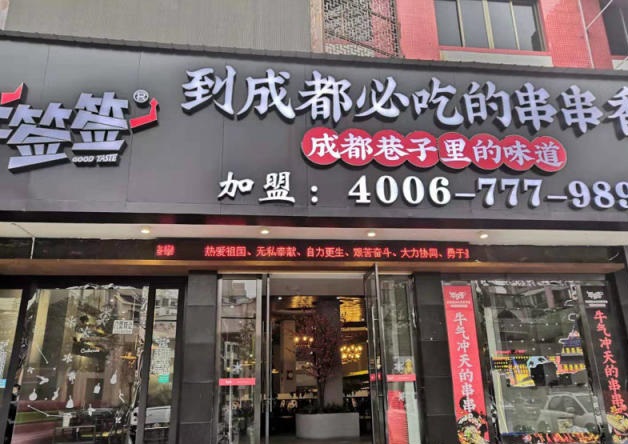 到成都必吃的串串香
签签®
GOOD TASTE
成都巷子里的味道
加盟：4006-777-989
热爱祖国、无私奉献、自力更生、艰苦奋斗、大力协同、勇于
牛气冲天的串串
牛气冲天的串串